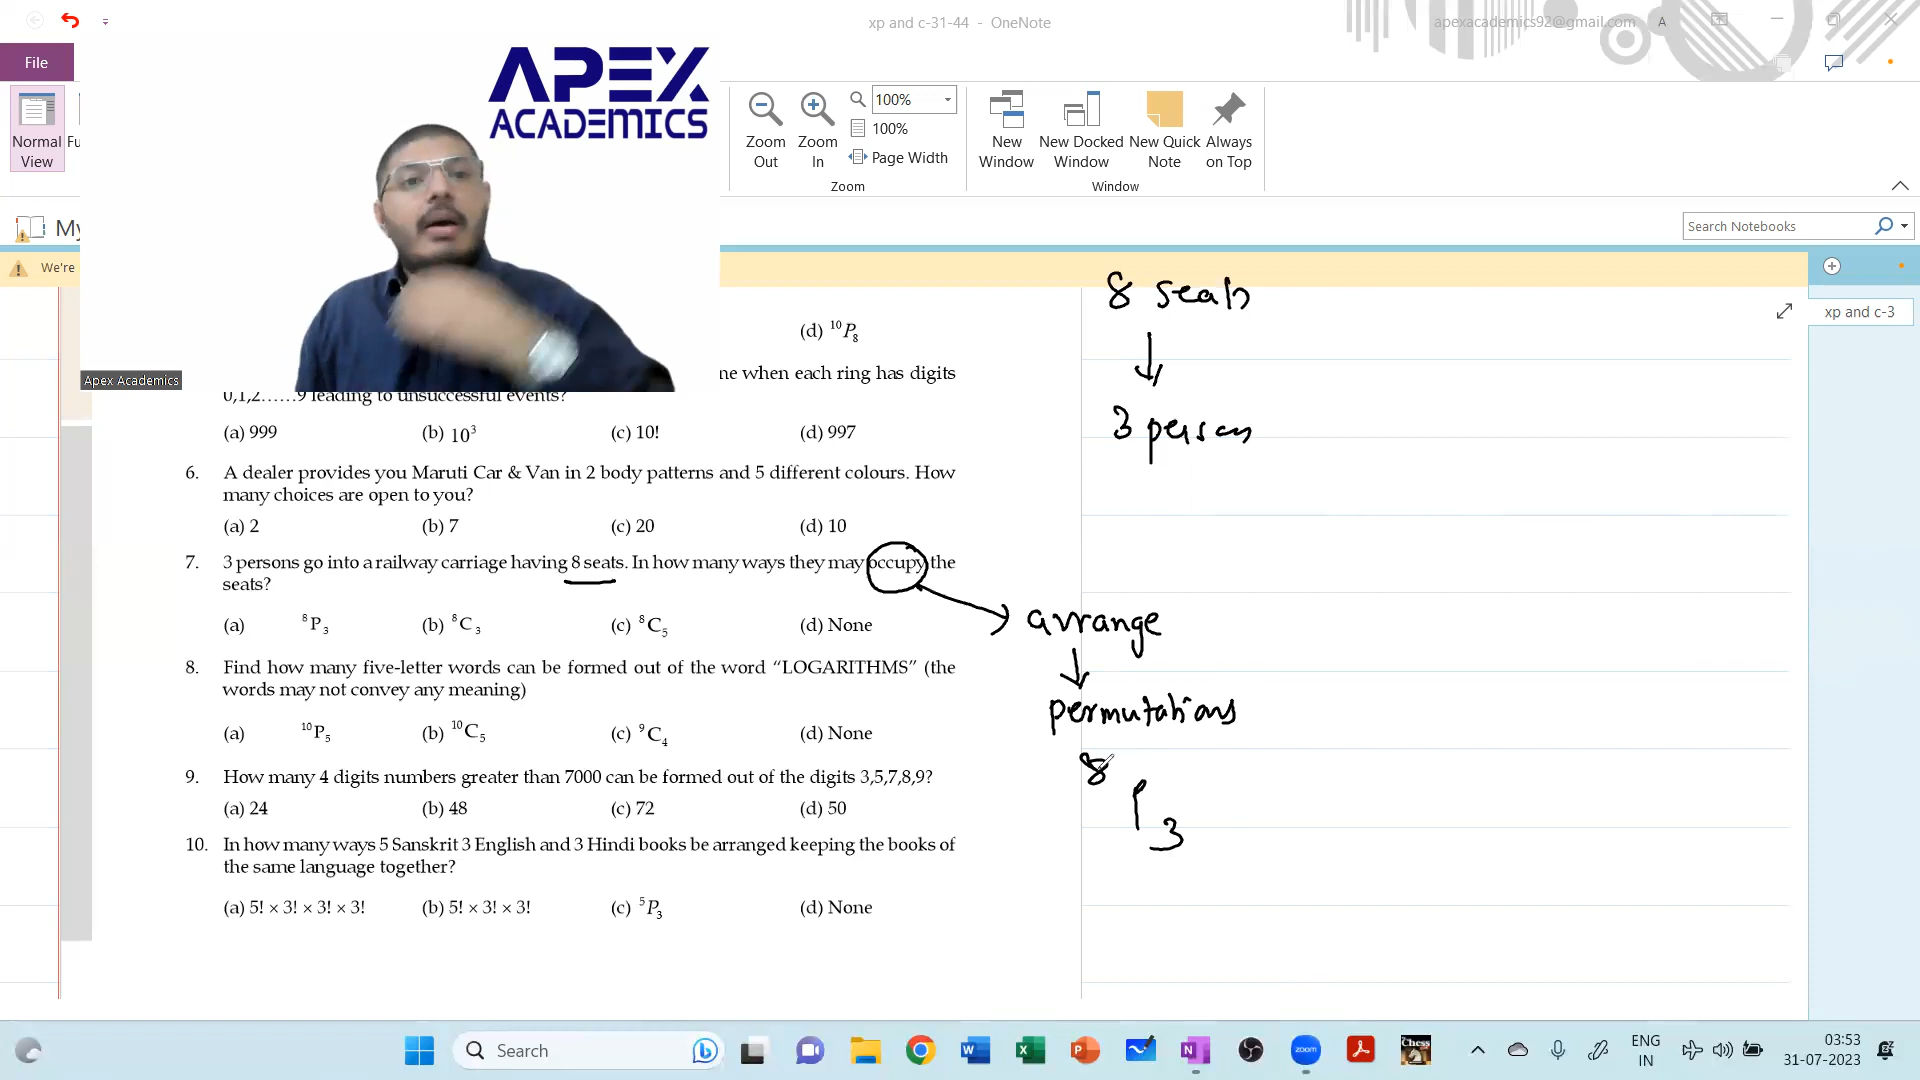 xp and c-31-44 - OneNote
apexacademics92@gmail.com A
File
APEX
ACADEMICS
Normal
View
Fu
Zoom
Out
Zoom
In
100%
100%
Page Width
Zoom
New
Window
New Docked
Window
New Quick
Note
Always
on Top
Window
My
Search Notebooks
We're
xp and c-3
Apex Academics
8 seats
3 person
(d) ¹⁰P₈
ne when each ring has digits
0,1,2......9 leading to unsuccessful events?
(a) 999 (b) 10³ (c) 10! (d) 997
6. A dealer provides you Maruti Car & Van in 2 body patterns and 5 different colours. How
many choices are open to you?
(a) 2 (b) 7 (c) 20 (d) 10
7. 3 persons go into a railway carriage having 8 seats. In how many ways they may occupy the
seats?
(a) ⁸P₃ (b) ⁸C₃ (c) ⁸C₅ (d) None
arrange
permutations
8
P
3
8. Find how many five-letter words can be formed out of the word “LOGARITHMS” (the
words may not convey any meaning)
(a) ¹⁰P₅ (b) ¹⁰C₅ (c) ⁹C₄ (d) None
9. How many 4 digits numbers greater than 7000 can be formed out of the digits 3,5,7,8,9?
(a) 24 (b) 48 (c) 72 (d) 50
10. In how many ways 5 Sanskrit 3 English and 3 Hindi books be arranged keeping the books of
the same language together?
(a) 5! × 3! × 3! × 3! (b) 5! × 3! × 3! (c) ⁵P₃ (d) None
Search
Chess
ENG
IN
03:53
31-07-2023